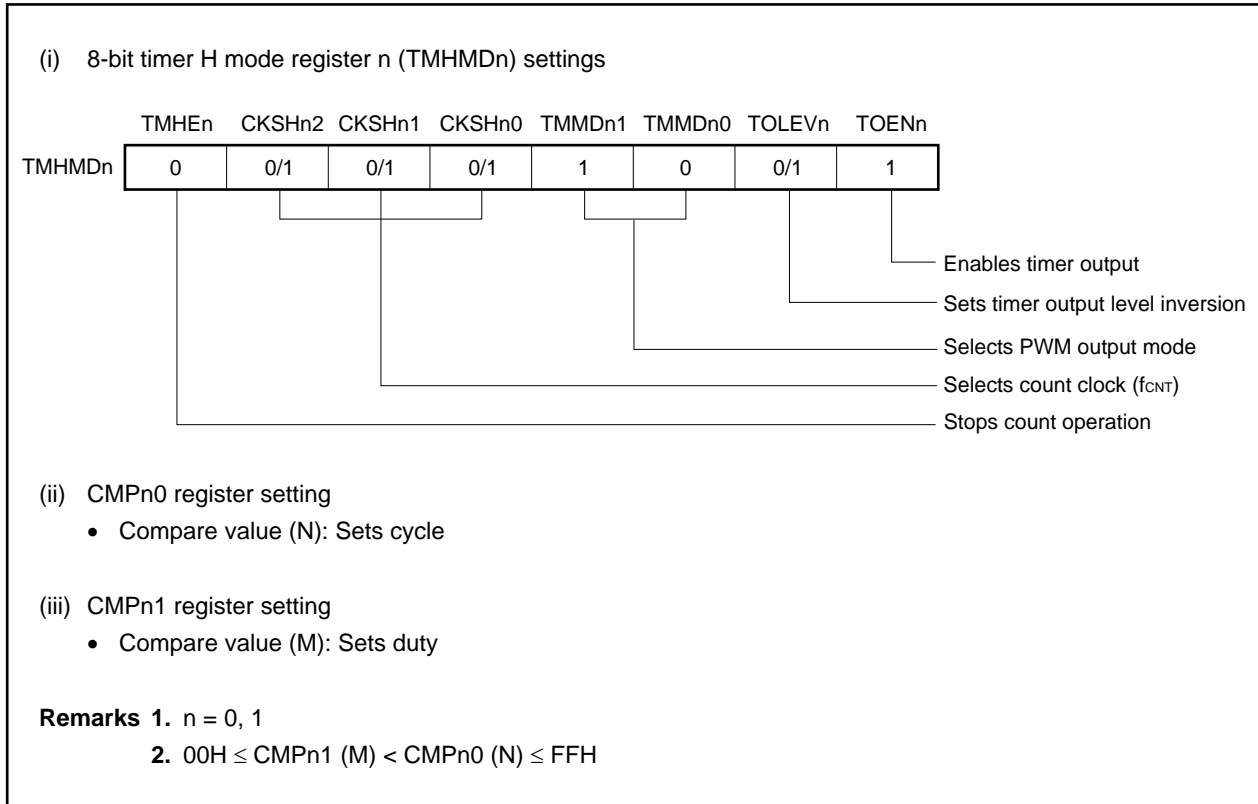 (i) 8-bit timer H mode register n (TMHMDn) settings
TMHEn CKSHn2 CKSHn1 CKSHn0 TMMDn1 TMMDn0 TOLEVn TOENn
TMHMDn 0 0/1 0/1 0/1 1 0 0/1 1
Enables timer output
Sets timer output level inversion
Selects PWM output mode
Selects count clock (fCNT)
Stops count operation
(ii) CMPn0 register setting
• Compare value (N): Sets cycle
(iii) CMPn1 register setting
• Compare value (M): Sets duty
Remarks 1. n = 0, 1
2. 00H ≤ CMPn1 (M) < CMPn0 (N) ≤ FFH